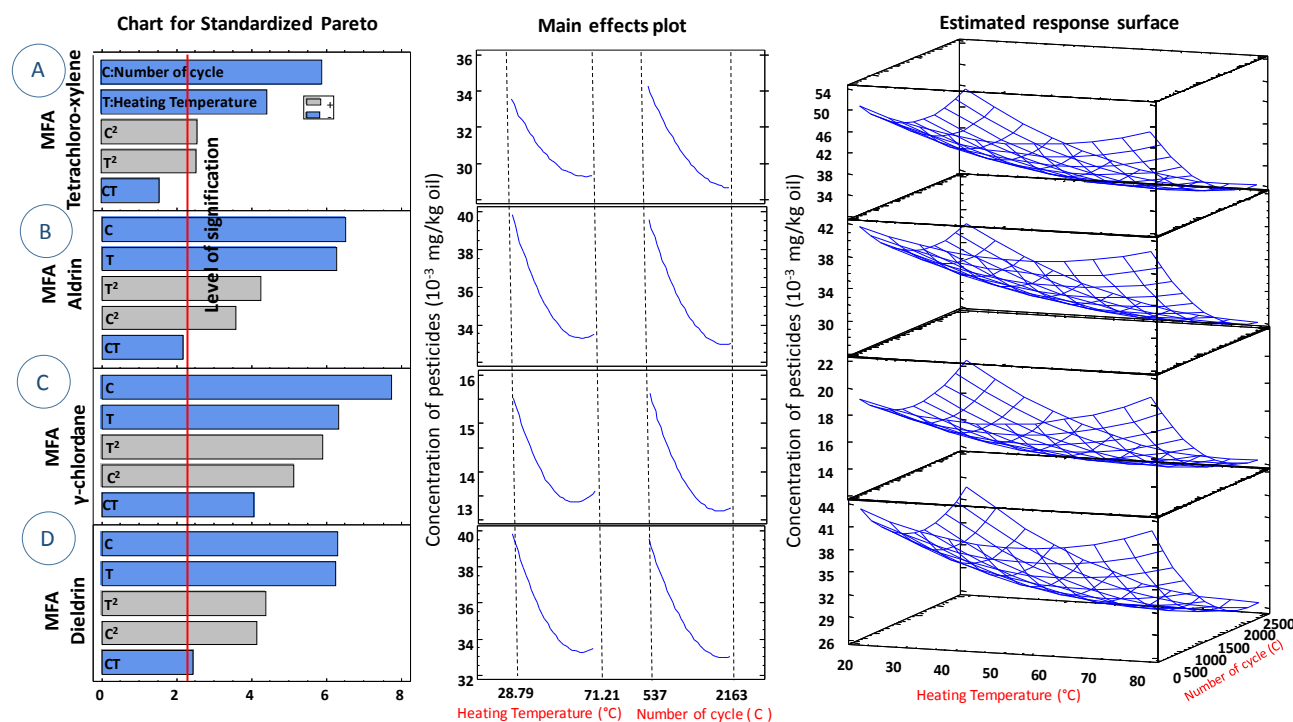 Chart for Standardized Pareto
Main effects plot
Estimated response surface
A
MFA
Tetrachloro-xylene
C:Number of cycle
T:Heating Temperature
C²
T²
CT
+
-
Level of signification
B
MFA
Aldrin
C
T
T²
C²
CT
C
MFA
γ-chlordane
C
T
T²
C²
CT
D
MFA
Dieldrin
C
T
T²
C²
CT
0 2 4 6 8
Concentration of pesticides (10⁻³ mg/kg oil)
36
34
32
30
40
38
36
34
16
15
14
13
40
38
36
34
32
28.79 71.21 537 2163
Heating Temperature (°C) Number of cycle ( C )
Concentration of pesticides (10⁻³ mg/kg oil)
54
50
46
42
38
34
42
38
34
30
22
20
18
16
14
44
41
38
35
32
29
26
20 30 40 50 60 70 80
Heating Temperature (°C)
0 500 1000 1500 2000 2500
Number of cycle (C)